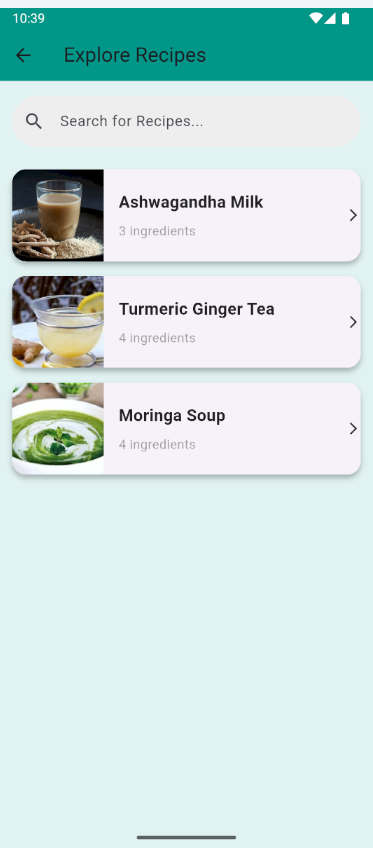 10:39
Explore Recipes
Search for Recipes...
Ashwagandha Milk
3 ingredients
Turmeric Ginger Tea
4 ingredients
Moringa Soup
4 ingredients